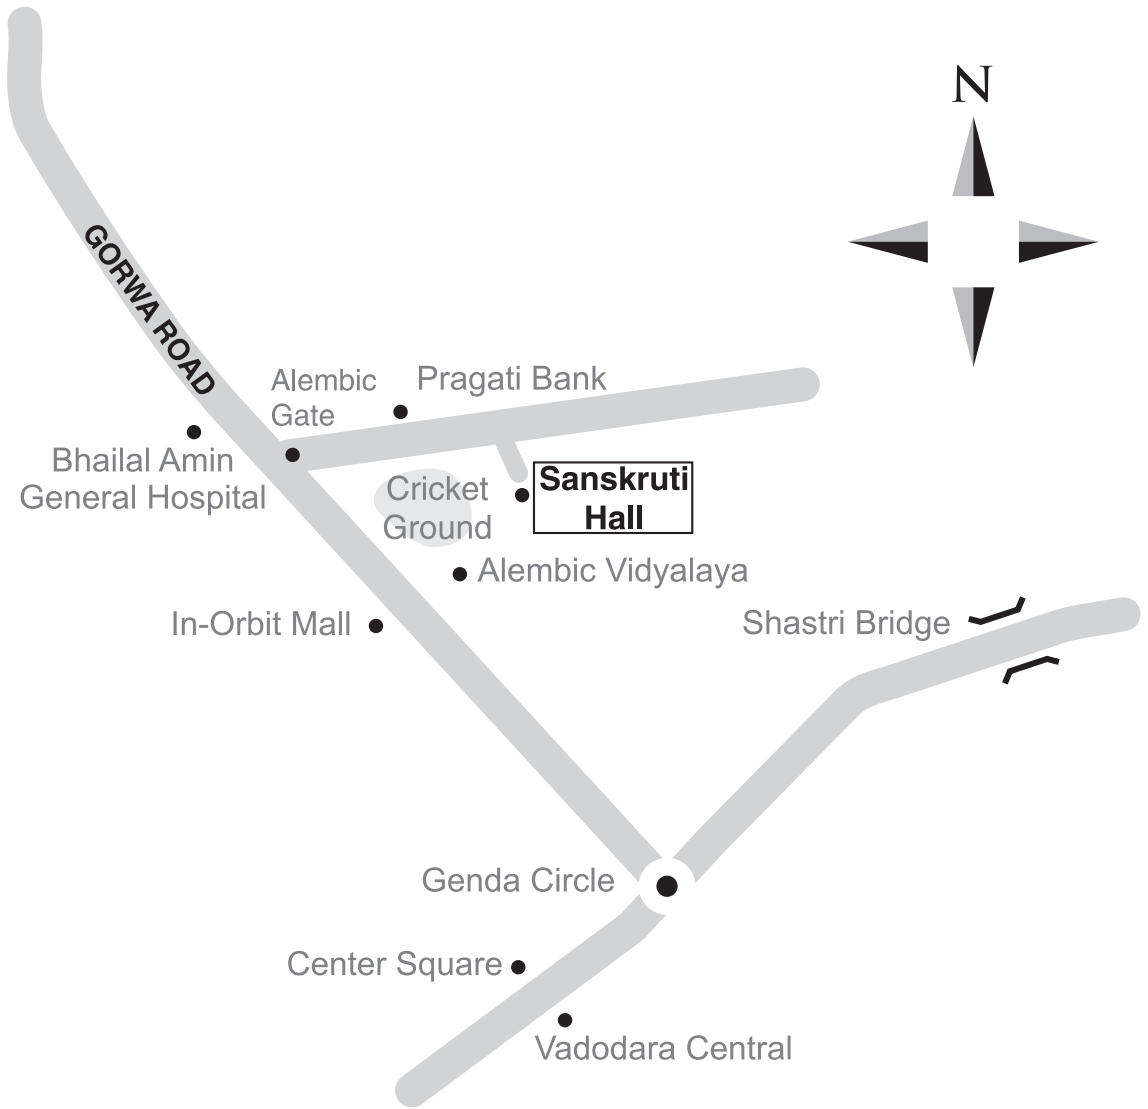 N
GORWA ROAD
Alembic
Gate
Pragati Bank
Bhailal Amin
General Hospital
Cricket
Ground
Sanskruti
Hall
Alembic Vidyalaya
In-Orbit Mall
Shastri Bridge
Genda Circle
Center Square
Vadodara Central